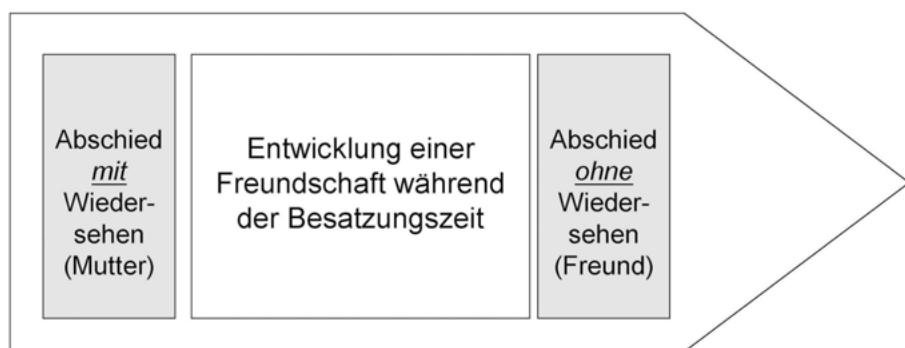 Abschied
mit
Wieder-
sehen
(Mutter)
Entwicklung einer
Freundschaft während
der Besatzungszeit
Abschied
ohne
Wieder-
sehen
(Freund)